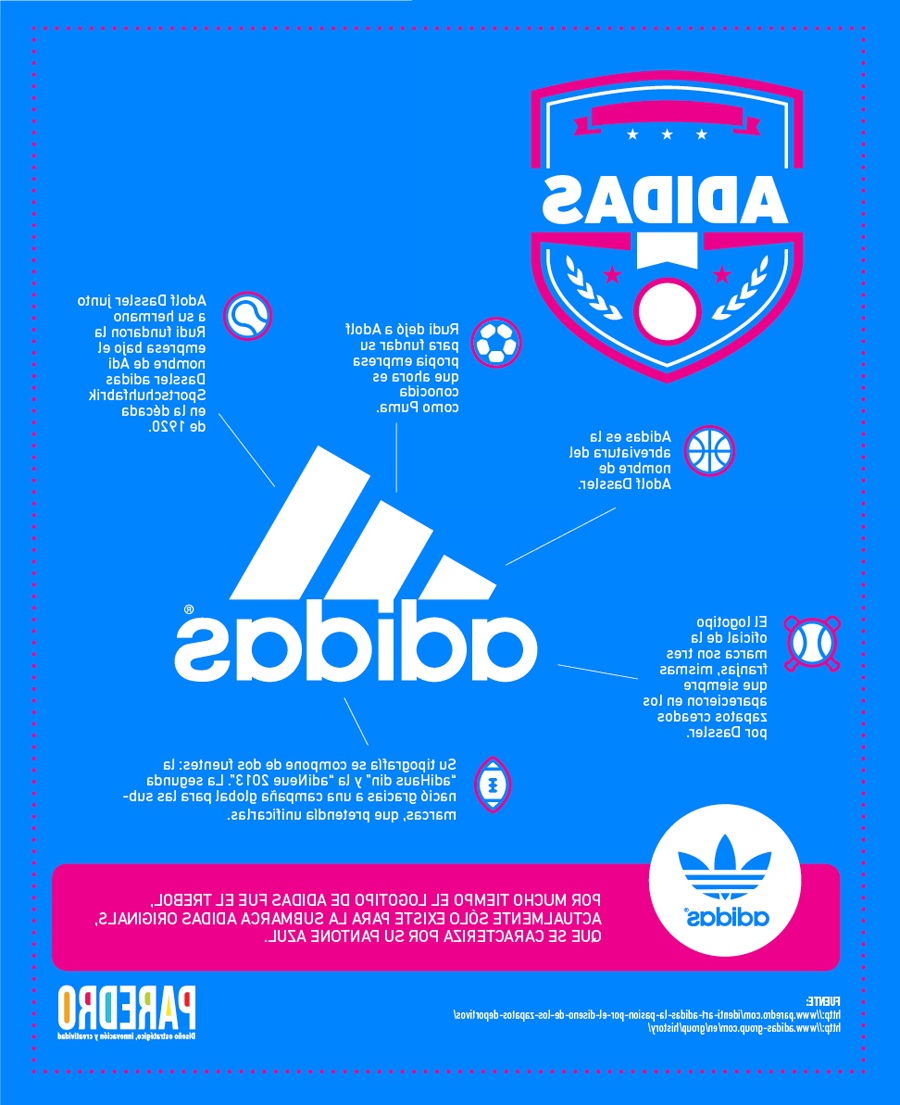 ADIDAS
Adolf Dassler junto
a su hermano
Rudi fundaron la
empresa bajo el
nombre de Adi
Dassler adidas
Sportschuhfabrik
en la década
de 1920.
Rudi dejó a Adolf
para fundar su
propia empresa
que ahora es
conocida
como Puma.
Adidas es la
abreviatura del
nombre de
Adolf Dassler.
adidas®
El logotipo
oficial de la
marca son tres
franjas, mismas
que siempre
aparecieron en los
zapatos creados
por Dassler.
Su tipografía se compone de dos fuentes: la
"adiHaus din" y la "adiNeue 2013". La segunda
nació gracias a una campaña global para las sub-
marcas, que pretendía unificarlas.
adidas
POR MUCHO TIEMPO EL LOGOTIPO DE ADIDAS FUE EL TREBOL,
ACTUALMENTE SÓLO EXISTE PARA LA SUBMARCA ADIDAS ORIGINALS,
QUE SE CARACTERIZA POR SU PANTONE AZUL.
FUENTE:
http://www.paredro.com/identi-art-adidas-la-pasion-por-el-diseno-de-los-zapatos-deportivos/
http://www.adidas-group.com/en/group/history/
PAREDRO
Diseño estratégico, innovación y creatividad